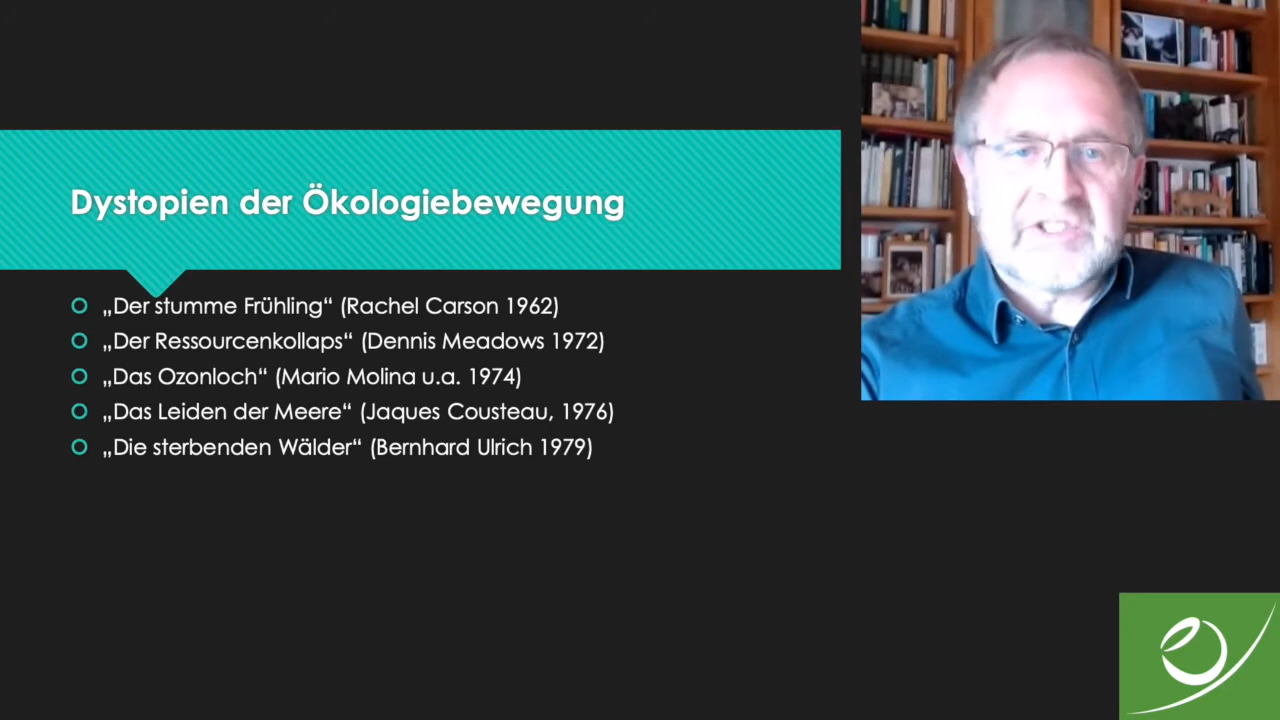 Dystopien der Ökologiebewegung
„Der stumme Frühling“ (Rachel Carson 1962)
„Der Ressourcenkollaps“ (Dennis Meadows 1972)
„Das Ozonloch“ (Mario Molina u.a. 1974)
„Das Leiden der Meere“ (Jaques Cousteau, 1976)
„Die sterbenden Wälder“ (Bernhard Ulrich 1979)